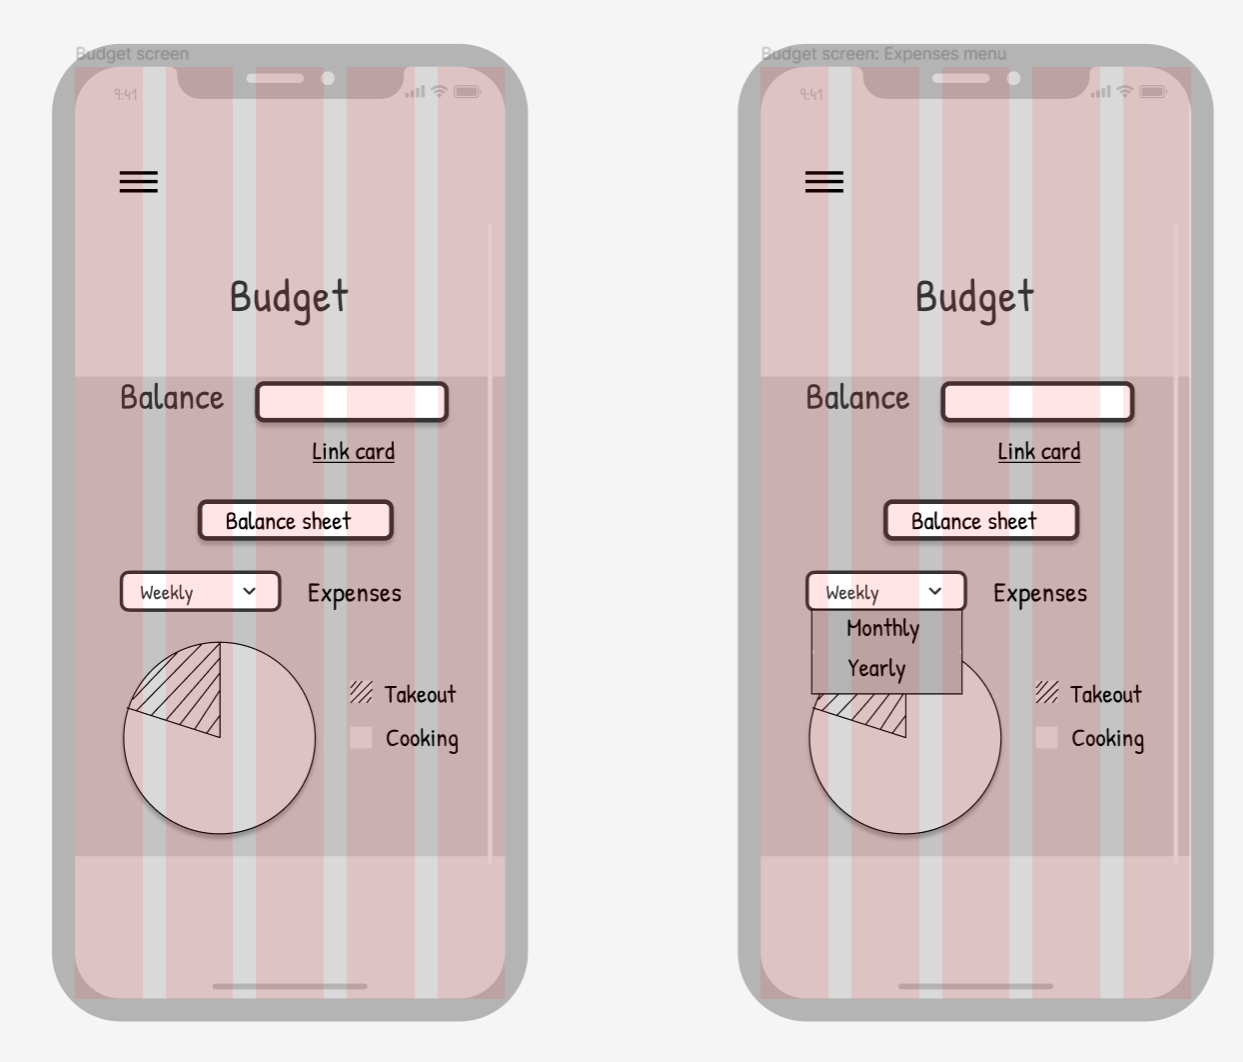 Budget screen
9:41
Budget
Balance
Link card
Balance sheet
Weekly
Expenses
Takeout
Cooking
Budget screen: Expenses menu
9:41
Budget
Balance
Link card
Balance sheet
Weekly
Expenses
Monthly
Yearly
Takeout
Cooking